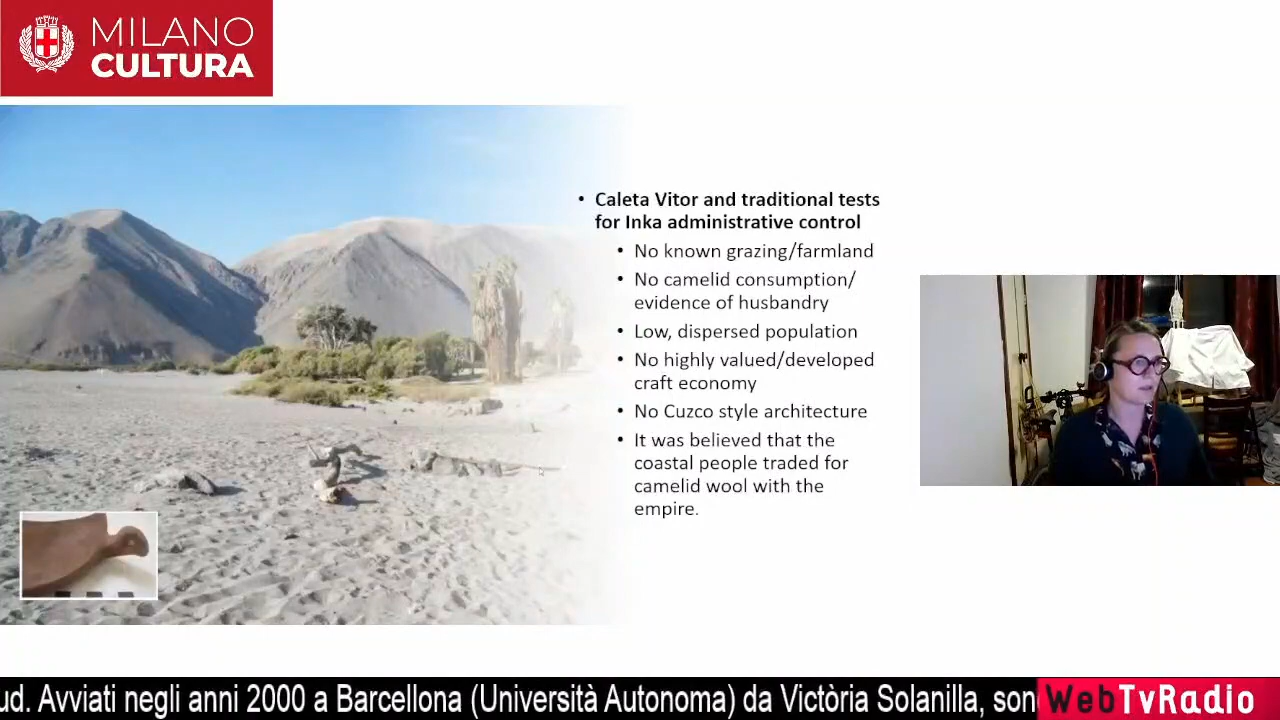 MILANO
CULTURA
• Caleta Vitor and traditional tests
for Inka administrative control
• No known grazing/farmland
• No camelid consumption/
evidence of husbandry
• Low, dispersed population
• No highly valued/developed
craft economy
• No Cuzco style architecture
• It was believed that the
coastal people traded for
camelid wool with the
empire.
ud. Avviati negli anni 2000 a Barcellona (Università Autonoma) da Victòria Solanilla, son
WebTvRadio